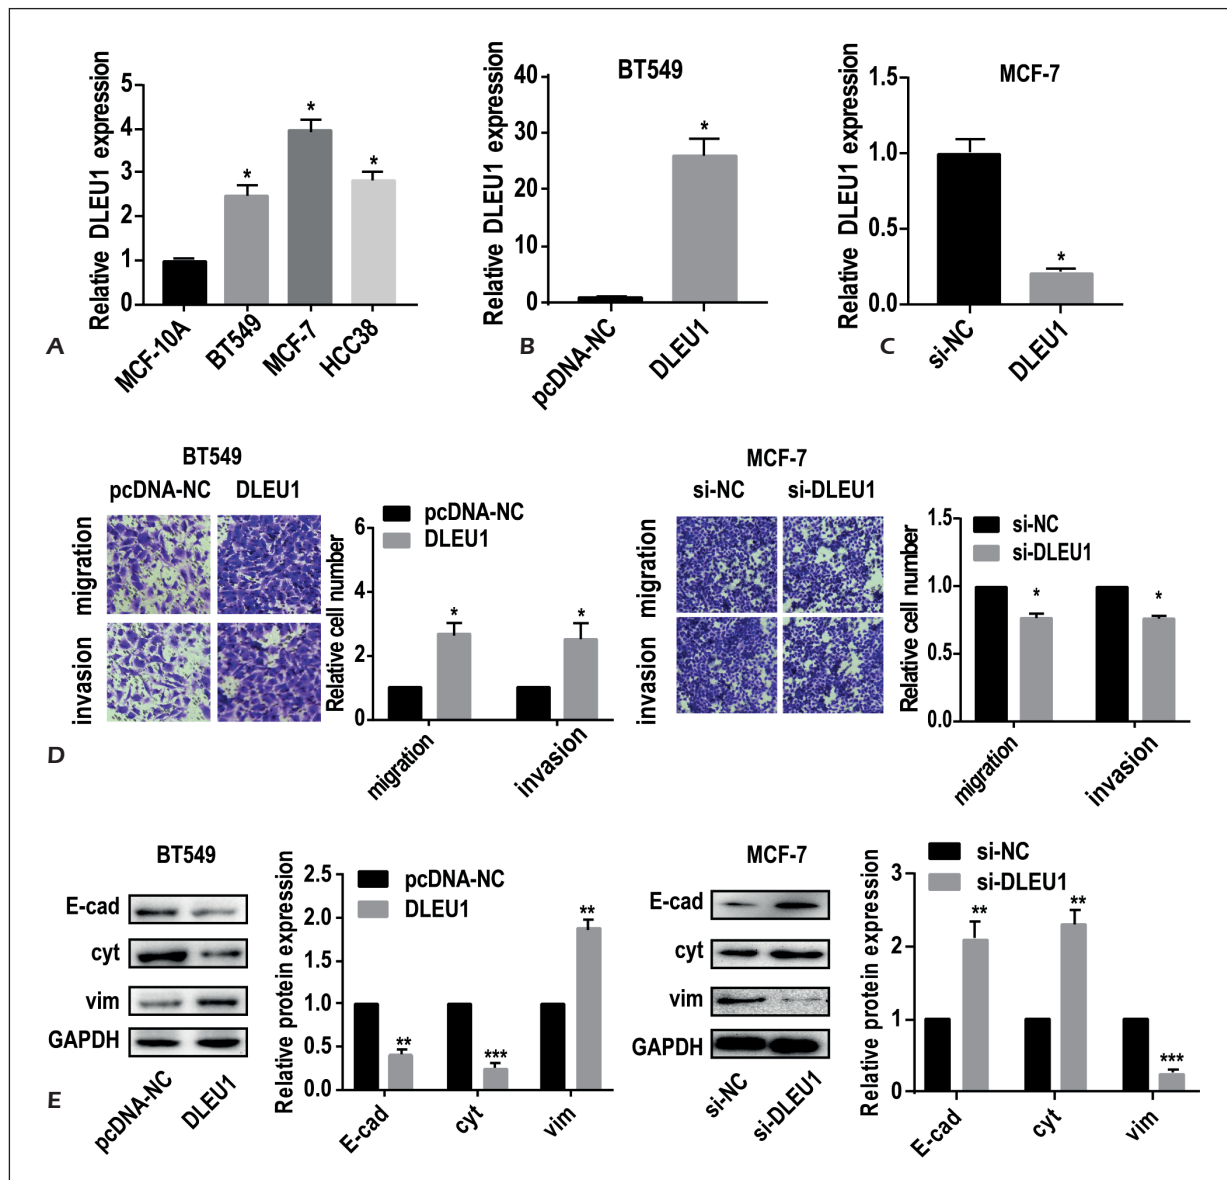 Relative DLEU1 expression
5
4
3
2
1
0
*
*
*
MCF-10A
BT549
MCF-7
HCC38
A
BT549
Relative DLEU1 expression
40
30
20
10
0
*
pcDNA-NC
DLEU1
B
MCF-7
Relative DLEU1 expression
1.5
1.0
0.5
0.0
*
si-NC
DLEU1
C
BT549
pcDNA-NC DLEU1
migration
invasion
pcDNA-NC
DLEU1
Relative cell number
6
4
2
0
*
*
migration
invasion
MCF-7
si-NC si-DLEU1
migration
invasion
si-NC
si-DLEU1
Relative cell number
1.5
1.0
0.5
0.0
*
*
migration
invasion
D
BT549
E-cad
cyt
vim
GAPDH
pcDNA-NC
DLEU1
pcDNA-NC
DLEU1
Relative protein expression
2.5
2.0
1.5
1.0
0.5
0.0
**
***
**
E-cad
cyt
vim
MCF-7
E-cad
cyt
vim
GAPDH
si-NC
si-DLEU1
si-NC
si-DLEU1
Relative protein expression
3
2
1
0
**
**
***
E-cad
cyt
vim
E